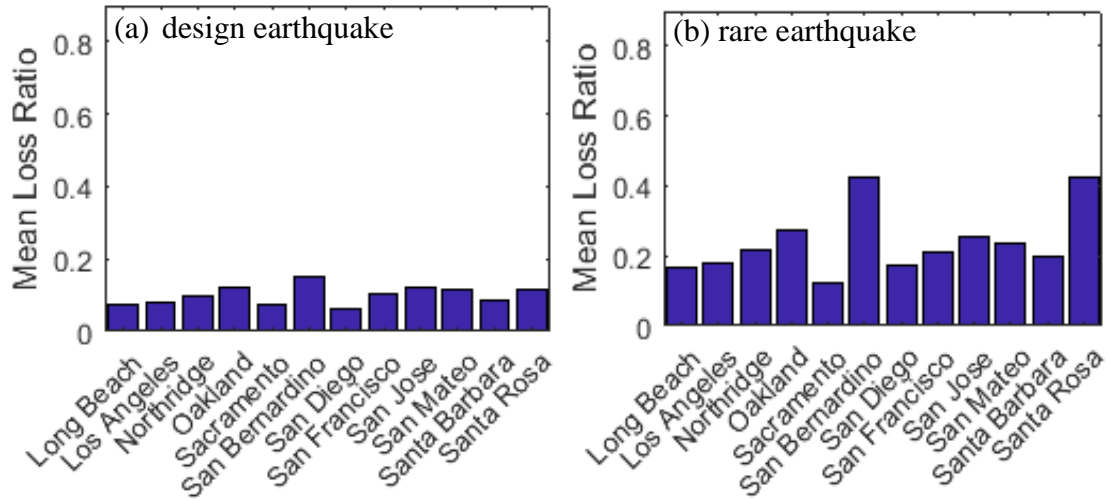 (a) design earthquake
Mean Loss Ratio
0.8
0.6
0.4
0.2
0
Long Beach
Los Angeles
Northridge
Oakland
Sacramento
San Bernardino
San Diego
San Francisco
San Jose
San Mateo
Santa Barbara
Santa Rosa
(b) rare earthquake
Mean Loss Ratio
0.8
0.6
0.4
0.2
0
Long Beach
Los Angeles
Northridge
Oakland
Sacramento
San Bernardino
San Diego
San Francisco
San Jose
San Mateo
Santa Barbara
Santa Rosa